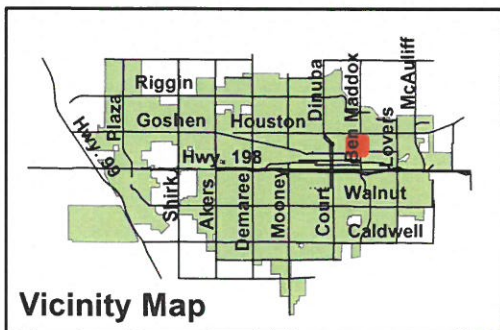 Riggin
Goshen
Houston
Hwy. 198
Walnut
Caldwell
Hwy. 99
Plaza
Shirk
Akers
Demaree
Mooney
Court
Dinuba
Ben Maddox
Lovers
McAuliff
Vicinity Map